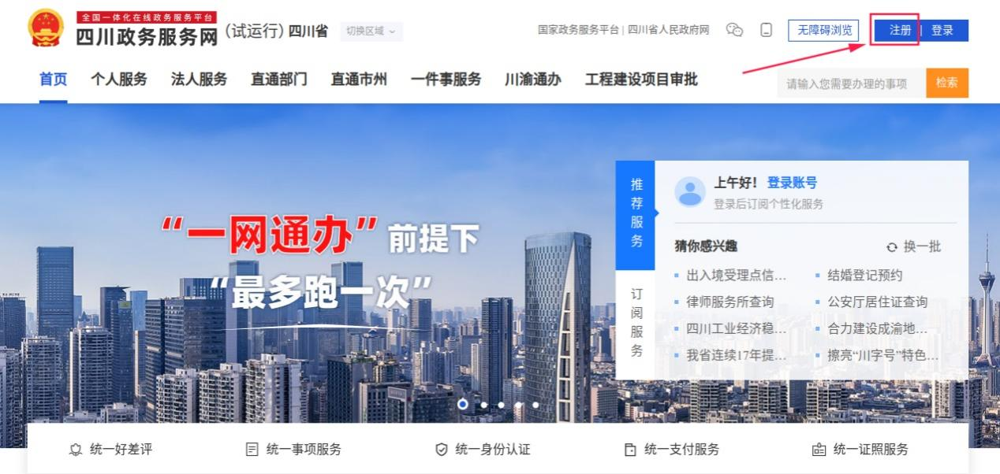 全国一体化在线政务服务平台
四川政务服务网 (试运行) 四川省 切换区域
国家政务服务平台 | 四川省人民政府网 无障碍浏览 注册 | 登录
首页 个人服务 法人服务 直通部门 直通市州 一件事服务 川渝通办 工程建设项目审批
请输入您需要办理的事项 检索
“一网通办” 前提下
“最多跑一次”
推荐服务
订阅服务
上午好! 登录账号
登录后订阅个性化服务
猜你感兴趣 换一批
出入境受理点信... 结婚登记预约
律师服务所查询 公安厅居住证查询
四川工业经济稳... 合力建设成渝地...
我省连续17年提... 擦亮“川字号”特色...
统一好差评 统一事项服务 统一身份认证 统一支付服务 统一证照服务